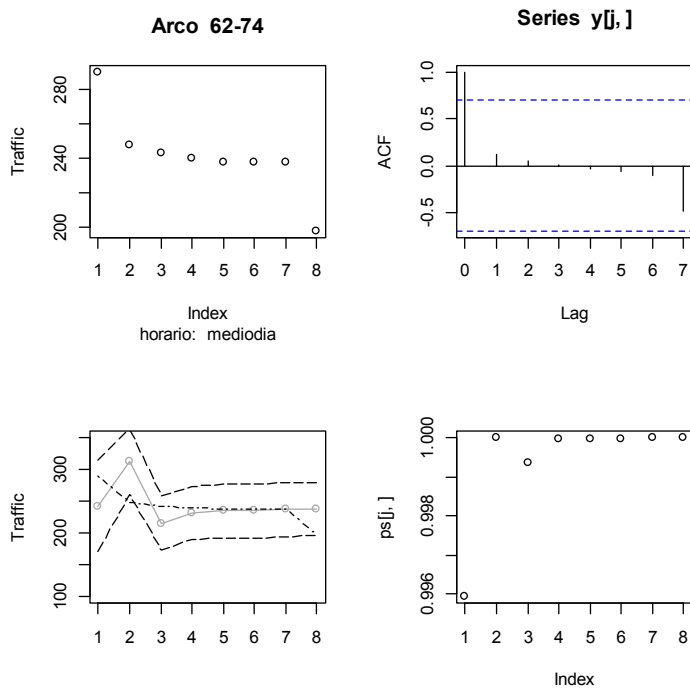 Arco 62-74
Traffic
280
240
200
1 2 3 4 5 6 7 8
Index
horario: mediodia
Series y[j, ]
ACF
1.0
0.5
0.0
-0.5
0 1 2 3 4 5 6 7
Lag
Traffic
300
200
100
1 2 3 4 5 6 7 8
ps[j, ]
1.000
0.998
0.996
1 2 3 4 5 6 7 8
Index